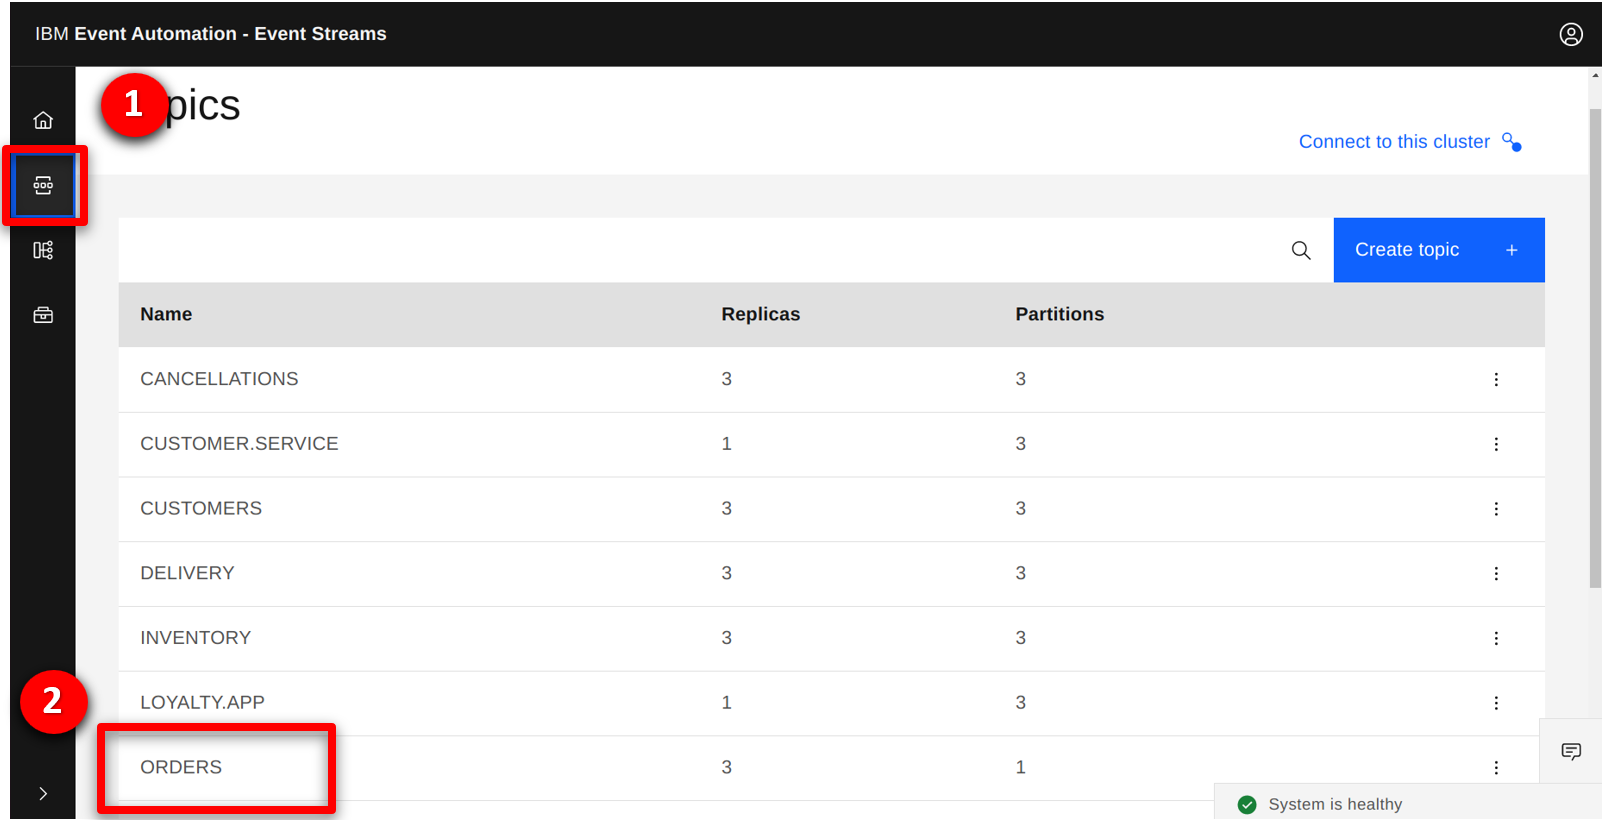 IBM Event Automation - Event Streams
1
pics
Connect to this cluster
Create topic +
Name Replicas Partitions
CANCELLATIONS 3 3
CUSTOMER.SERVICE 1 3
CUSTOMERS 3 3
DELIVERY 3 3
INVENTORY 3 3
2
LOYALTY.APP 1 3
ORDERS 3 1
System is healthy